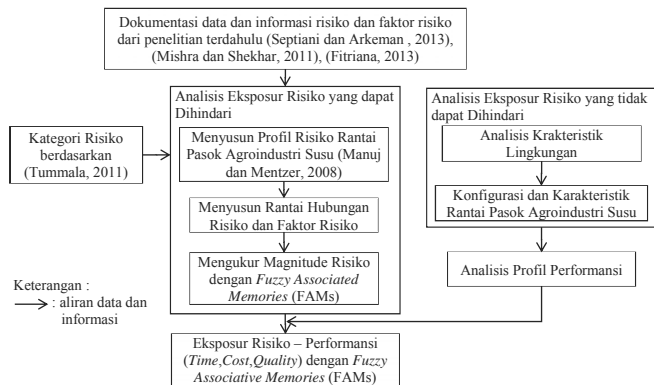 Dokumentasi data dan informasi risiko dan faktor risiko
dari penelitian terdahulu (Septiani dan Arkeman , 2013),
(Mishra dan Shekhar, 2011), (Fitriana, 2013)
Analisis Eksposur Risiko yang dapat
Dihindari
Analisis Eksposur Risiko yang tidak
dapat Dihindari
Kategori Risiko
berdasarkan
(Tummala, 2011)
Menyusun Profil Risiko Rantai
Pasok Agroindustri Susu (Manuj
dan Mentzer, 2008)
Menyusun Rantai Hubungan
Risiko dan Faktor Risiko
Mengukur Magnitude Risiko
dengan Fuzzy Associated
Memories (FAMs)
Analisis Krakteristik
Lingkungan
Konfigurasi dan Karakteristik
Rantai Pasok Agroindustri Susu
Analisis Profil Performansi
Keterangan :
: aliran data dan
informasi
Eksposur Risiko – Performansi
(Time,Cost,Quality) dengan Fuzzy
Associative Memories (FAMs)